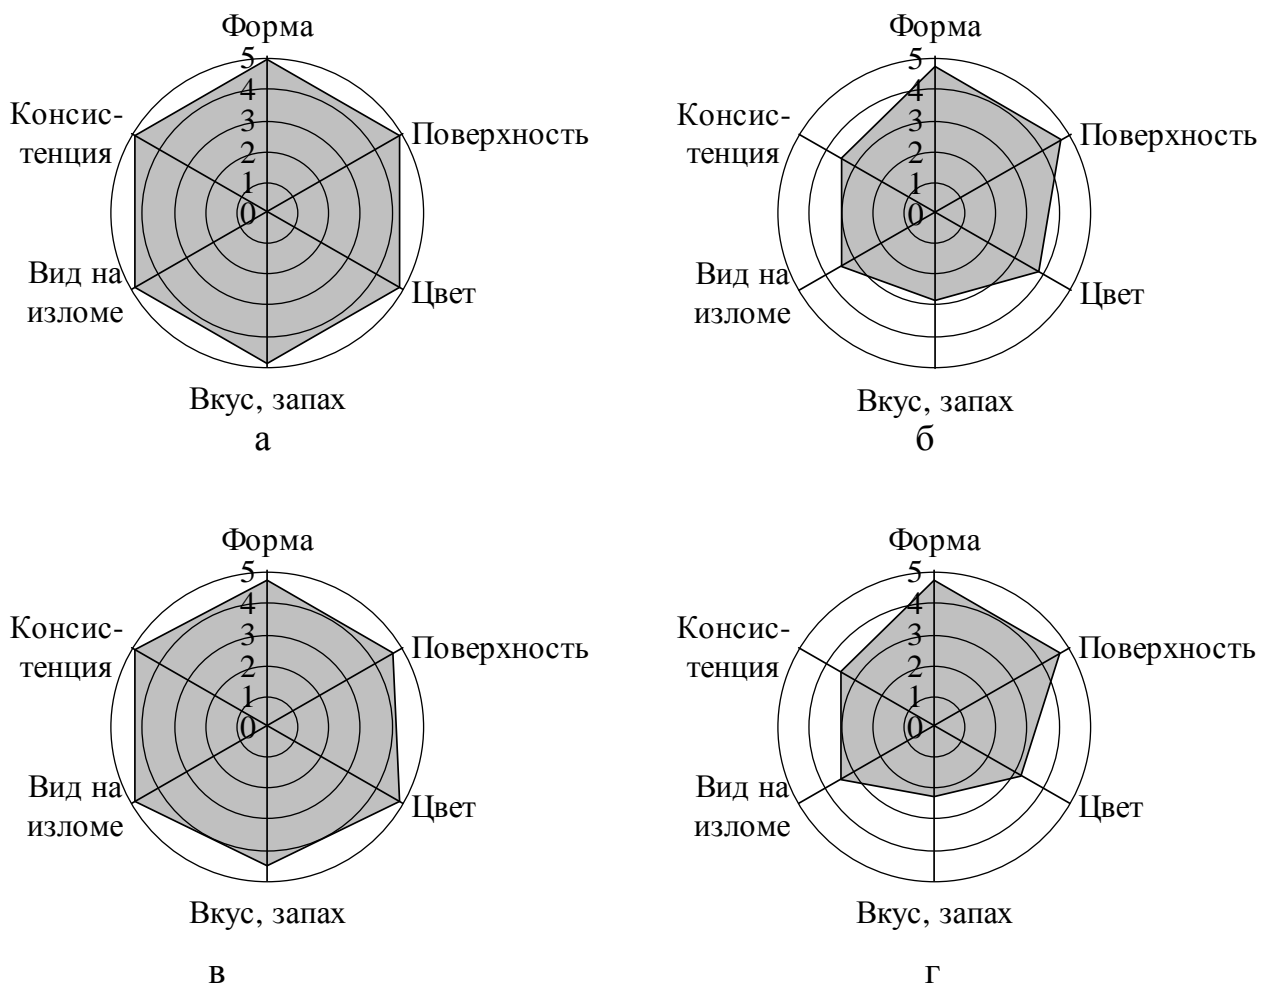 Форма
5
4
3
2
1
0
Консис-
тенция
Поверхность
Вид на
изломе
Цвет
Вкус, запах
а
Форма
5
4
3
2
1
0
Консис-
тенция
Поверхность
Вид на
изломе
Цвет
Вкус, запах
б
Форма
5
4
3
2
1
0
Консис-
тенция
Поверхность
Вид на
изломе
Цвет
Вкус, запах
в
Форма
5
4
3
2
1
0
Консис-
тенция
Поверхность
Вид на
изломе
Цвет
Вкус, запах
г